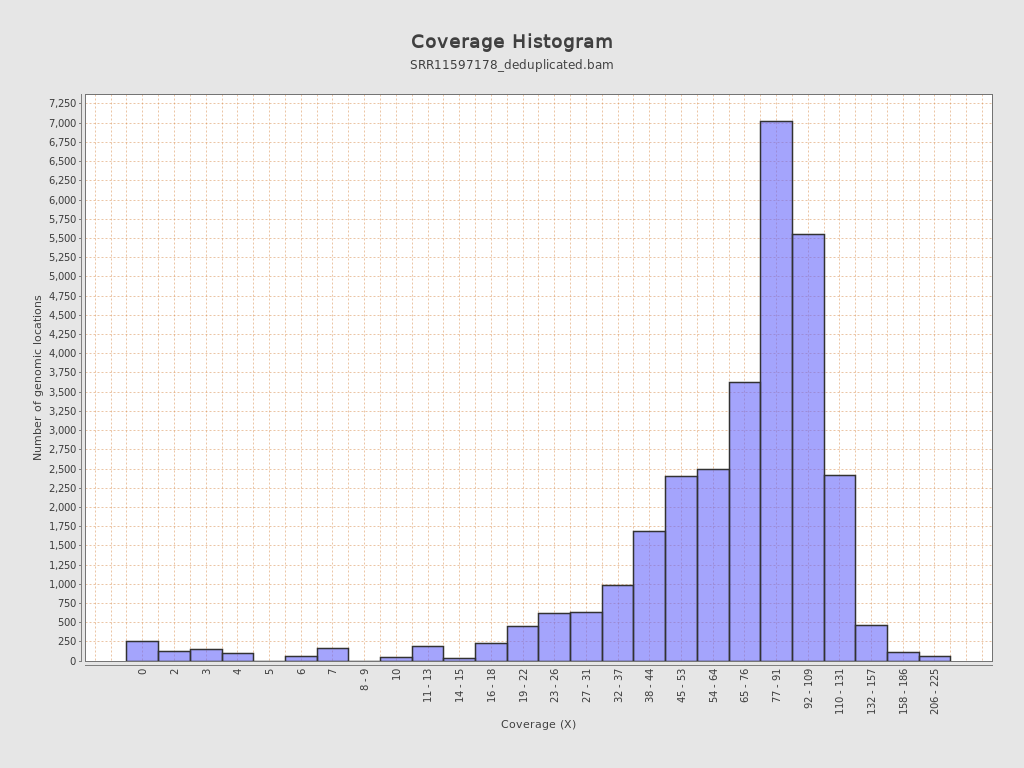 Coverage Histogram
SRR11597178_deduplicated.bam
Number of genomic locations
7,250
7,000
6,750
6,500
6,250
6,000
5,750
5,500
5,250
5,000
4,750
4,500
4,250
4,000
3,750
3,500
3,250
3,000
2,750
2,500
2,250
2,000
1,750
1,500
1,250
1,000
750
500
250
0
0
2
3
4
5
6
7
8 - 9
10
11 - 13
14 - 15
16 - 18
19 - 22
23 - 26
27 - 31
32 - 37
38 - 44
45 - 53
54 - 64
65 - 76
77 - 91
92 - 109
110 - 131
132 - 157
158 - 186
206 - 225
Coverage (X)